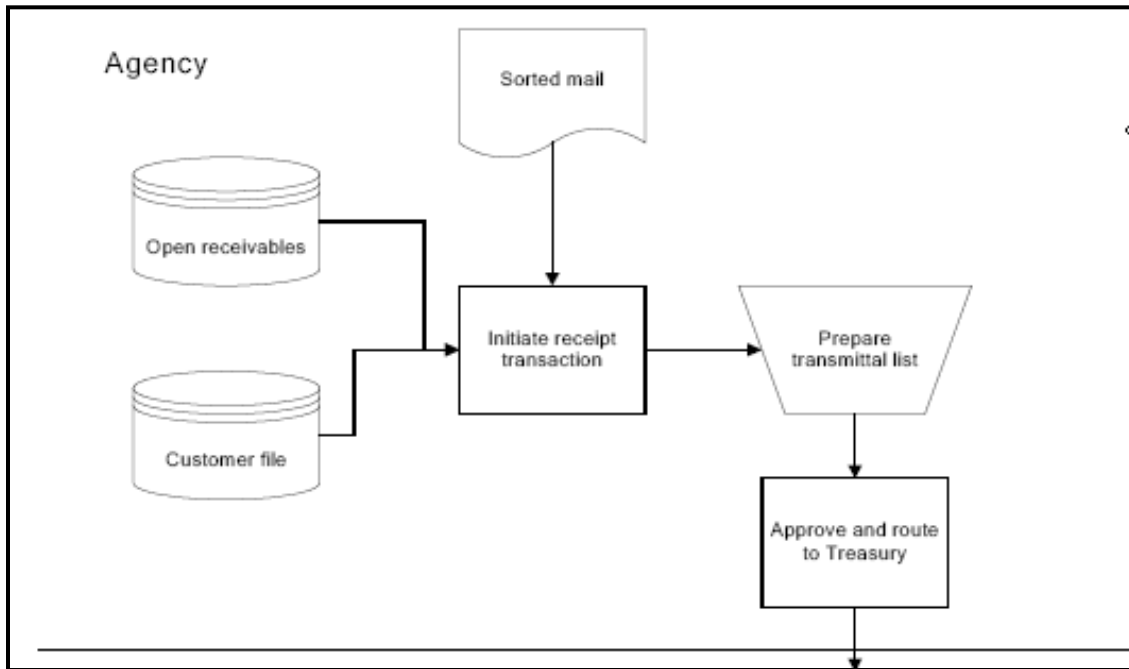 Agency
Sorted mail
Open receivables
Initiate receipt
transaction
Prepare
transmittal list
Customer file
Approve and route
to Treasury